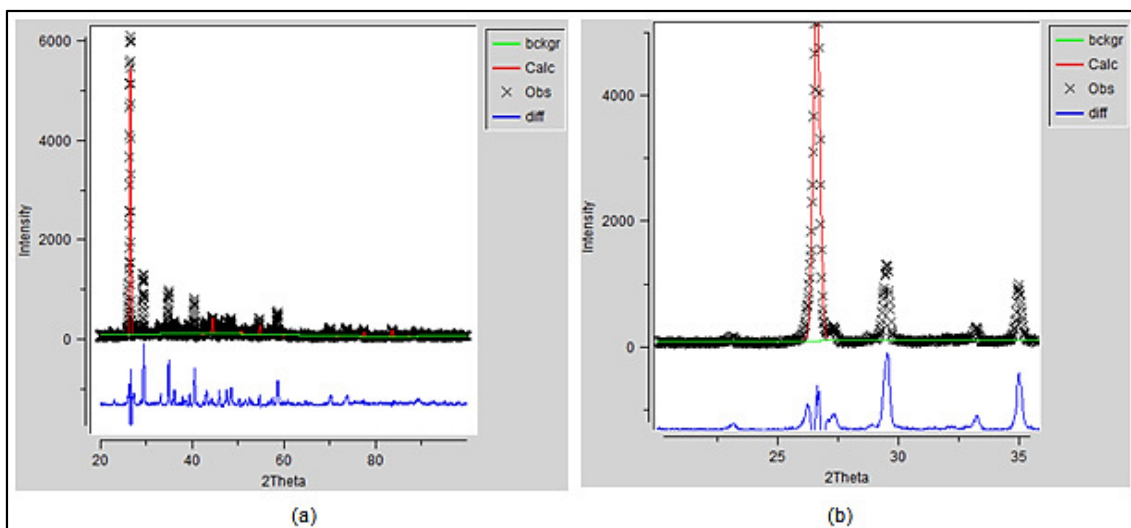 6000
4000
2000
0
Intensity
20
40
60
80
2Theta
bckgr
Calc
Obs
diff
(a)
4000
2000
0
Intensity
25
30
35
2Theta
bckgr
Calc
Obs
diff
(b)